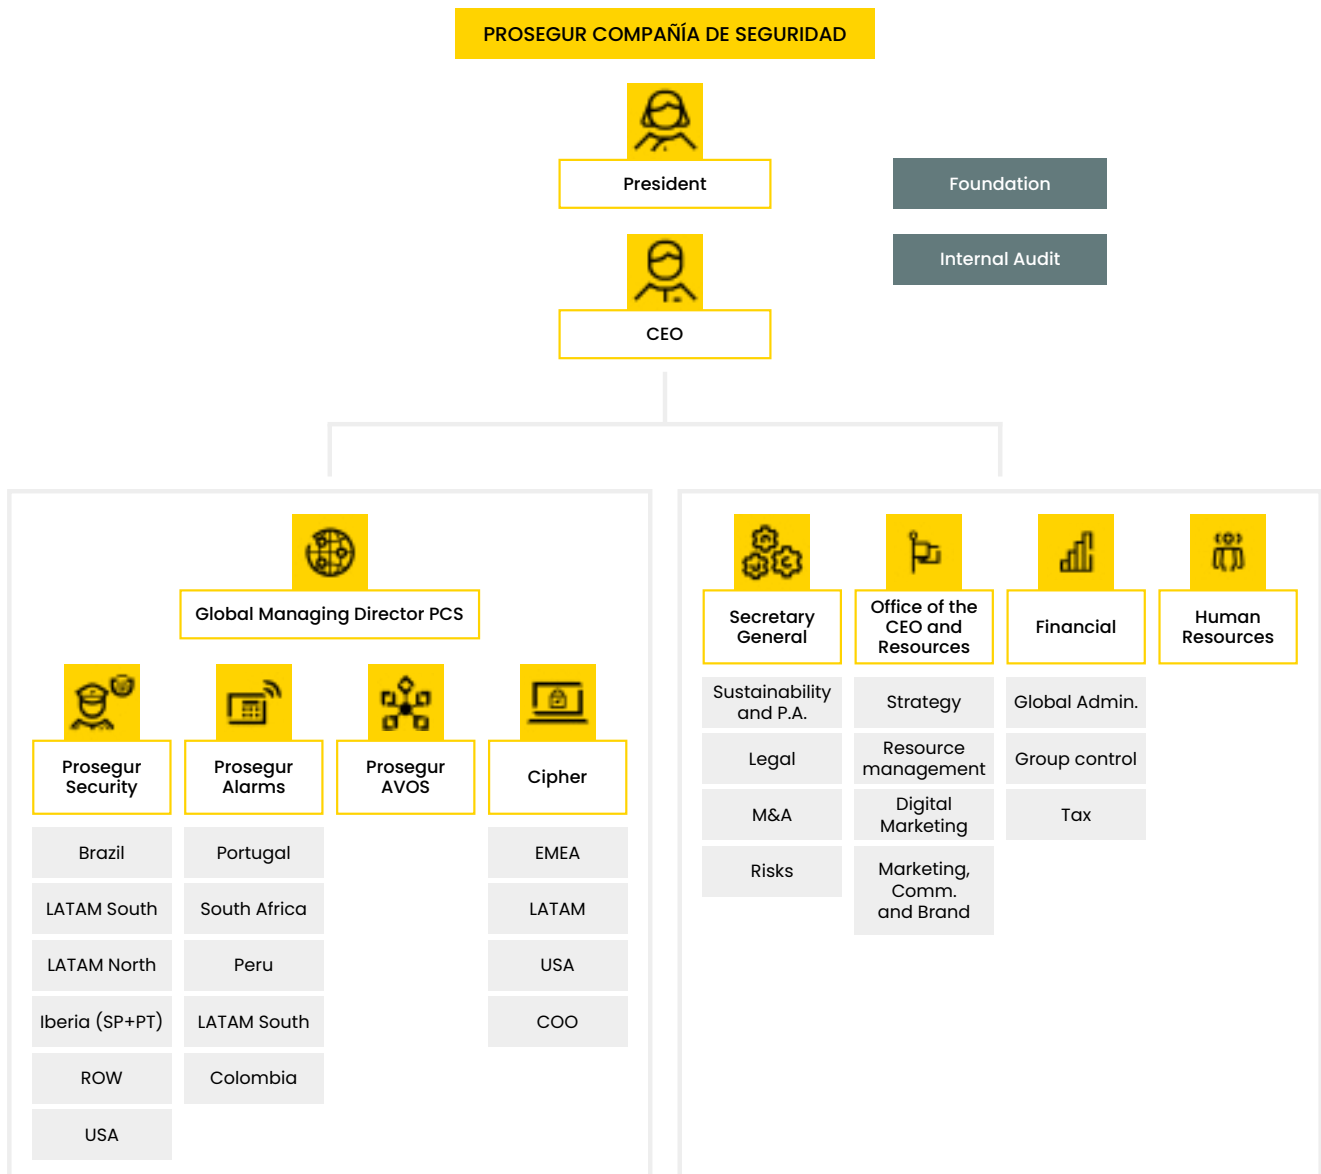 PROSEGUR COMPAÑÍA DE SEGURIDAD
President
Foundation
Internal Audit
CEO
Global Managing Director PCS
Prosegur
Security
Brazil
LATAM South
LATAM North
Iberia (SP+PT)
ROW
USA
Prosegur
Alarms
Portugal
South Africa
Peru
LATAM South
Colombia
Prosegur
AVOS
Cipher
EMEA
LATAM
USA
COO
Secretary
General
Sustainability
and P.A.
Legal
M&A
Risks
Office of the
CEO and
Resources
Strategy
Resource
management
Digital
Marketing
Marketing,
Comm.
and Brand
Financial
Global Admin.
Group control
Tax
Human
Resources